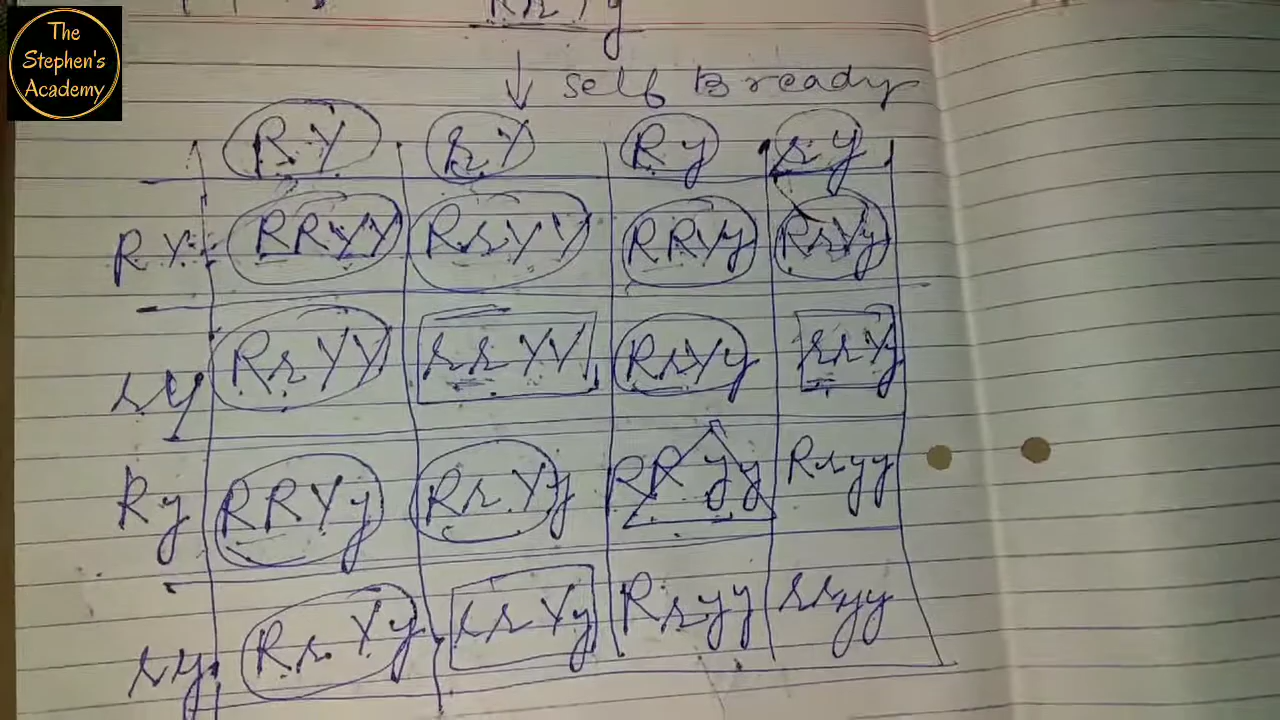 The
Stephen's
Academy
RrYy
↓ Self Bready
RY rY Ry ry
RY RRYY RrYY RRYy RrYy
ry RrYY rrYY RrYy rrYy
Ry RRYy RrYy RRyy Rryy
ry RrYy rrYy Rryy rryy